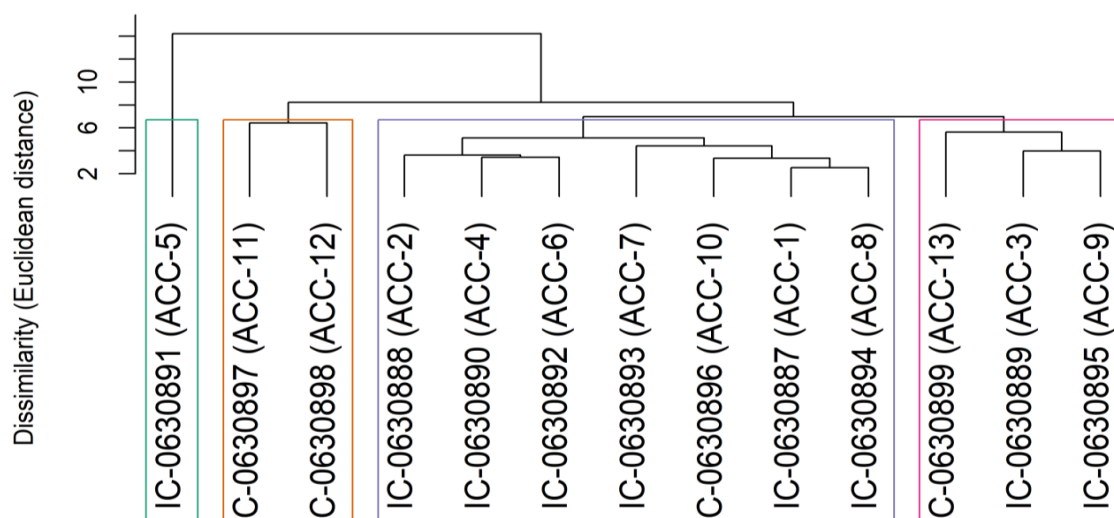 Dissimilarity (Euclidean distance)
10
6
2
IC-0630891 (ACC-5)
C-0630897 (ACC-11)
C-0630898 (ACC-12)
IC-0630888 (ACC-2)
IC-0630890 (ACC-4)
IC-0630892 (ACC-6)
IC-0630893 (ACC-7)
C-0630896 (ACC-10)
IC-0630887 (ACC-1)
IC-0630894 (ACC-8)
C-0630899 (ACC-13)
IC-0630889 (ACC-3)
IC-0630895 (ACC-9)